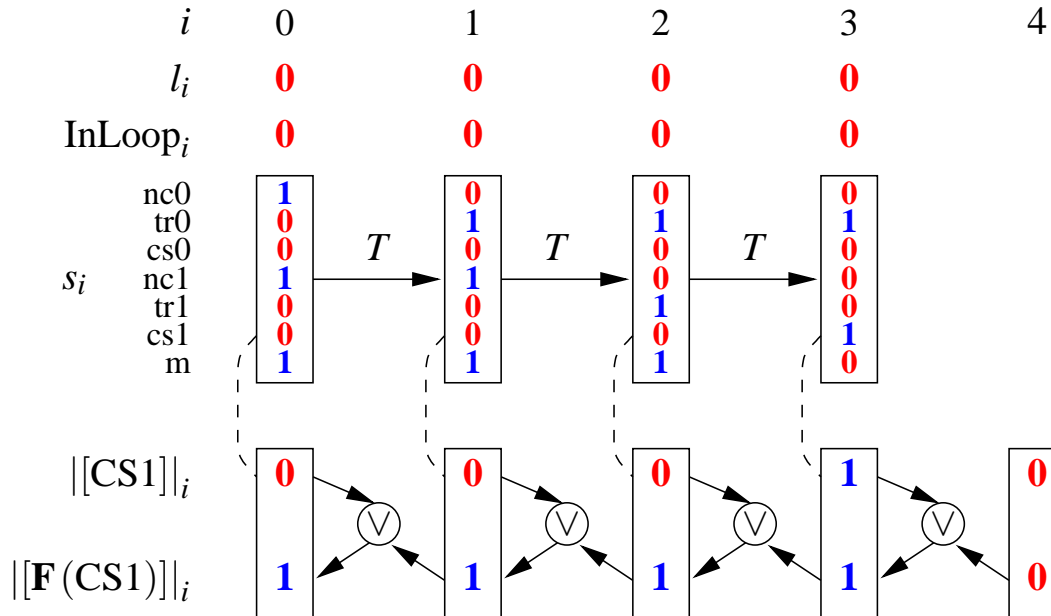 i 0 1 2 3 4
l_i 0 0 0 0
InLoop_i 0 0 0 0
nc0 1 0 0 0
tr0 0 1 1 1
cs0 0 0 0 0
T T T
s_i
nc1 1 1 0 0
tr1 0 0 1 0
cs1 0 0 0 1
m 1 1 1 0
|[CS1]|_i 0 0 0 1 0
∨ ∨ ∨ ∨
|[F(CS1)]|_i 1 1 1 1 0